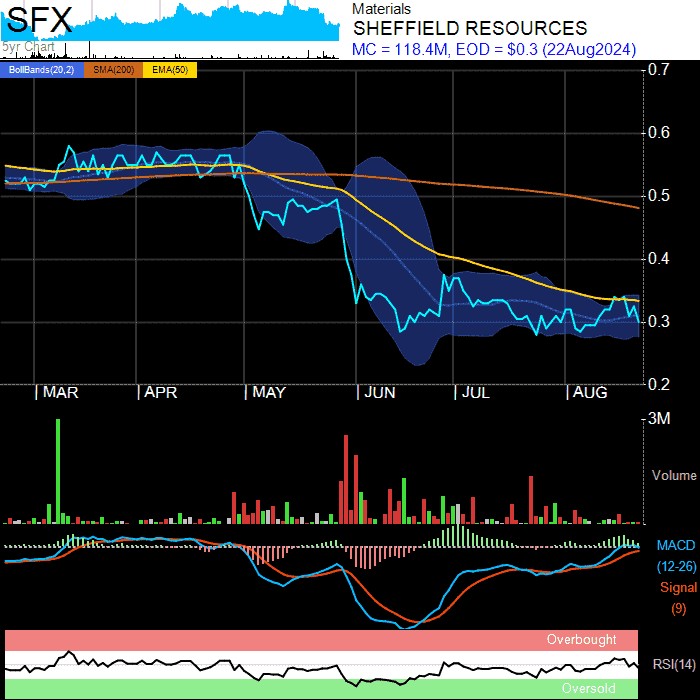 SFX
5yr Chart
Materials
SHEFFIELD RESOURCES
MC = 118.4M, EOD = $0.3 (22Aug2024)
BollBands(20,2) SMA(200) EMA(50)
0.7
0.6
0.5
0.4
0.3
0.2
MAR APR MAY JUN JUL AUG
3M
Volume
MACD
(12-26)
Signal
(9)
Overbought
RSI(14)
Oversold